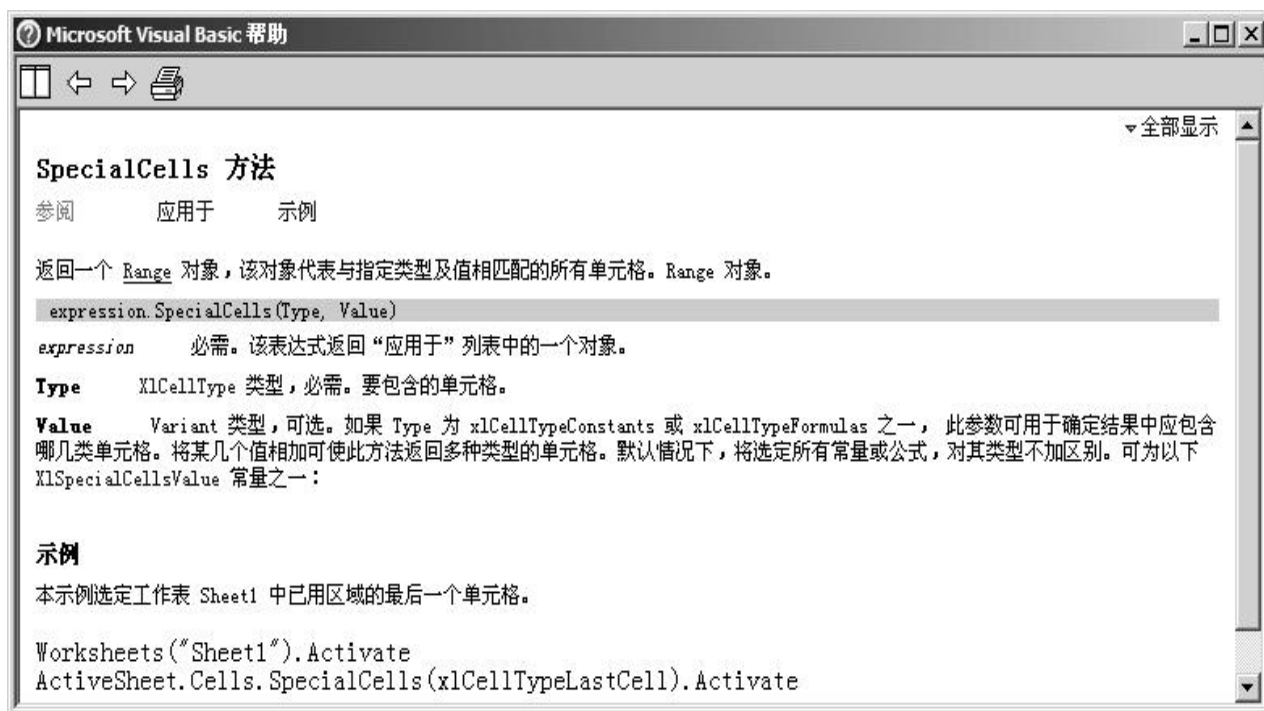 Microsoft Visual Basic 帮助
全部显示
SpecialCells 方法
参阅 应用于 示例
返回一个 Range 对象，该对象代表与指定类型及值相匹配的所有单元格。Range 对象。
expression.SpecialCells(Type, Value)
expression 必需。该表达式返回“应用于”列表中的一个对象。
Type XlCellType 类型，必需。要包含的单元格。
Value Variant 类型，可选。如果 Type 为 xlCellTypeConstants 或 xlCellTypeFormulas 之一， 此参数可用于确定结果中应包含
哪几类单元格。将某几个值相加可使此方法返回多种类型的单元格。默认情况下，将选定所有常量或公式，对其类型不加区别。可为以下
XlSpecialCellsValue 常量之一：
示例
本示例选定工作表 Sheet1 中已用区域的最后一个单元格。
Worksheets("Sheet1").Activate
ActiveSheet.Cells.SpecialCells(xlCellTypeLastCell).Activate